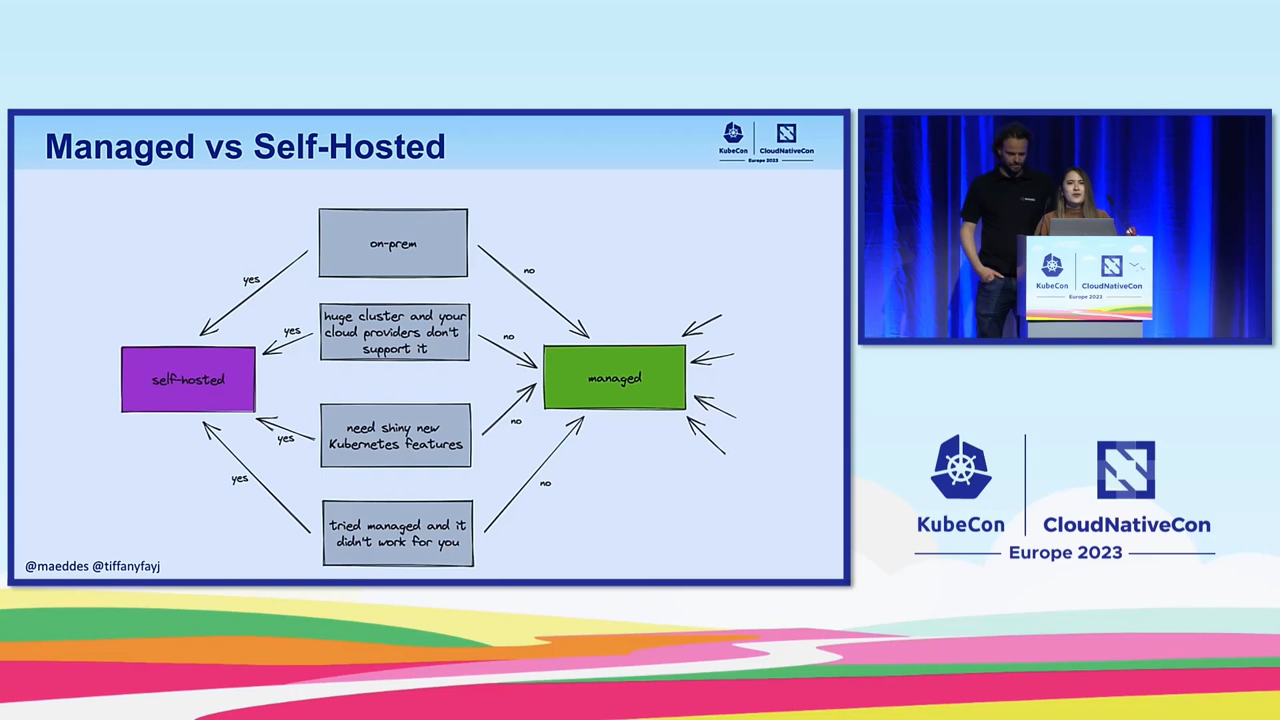 Managed vs Self-Hosted
KubeCon
CloudNativeCon
Europe 2023
on-prem
yes
no
huge cluster and your
cloud providers don't
support it
yes
no
self-hosted
managed
need shiny new
Kubernetes features
yes
no
tried managed and it
didn't work for you
yes
no
@maeddes @tiffanyfayj
KubeCon
CloudNativeCon
Europe 2023
KubeCon
CloudNativeCon
Europe 2023